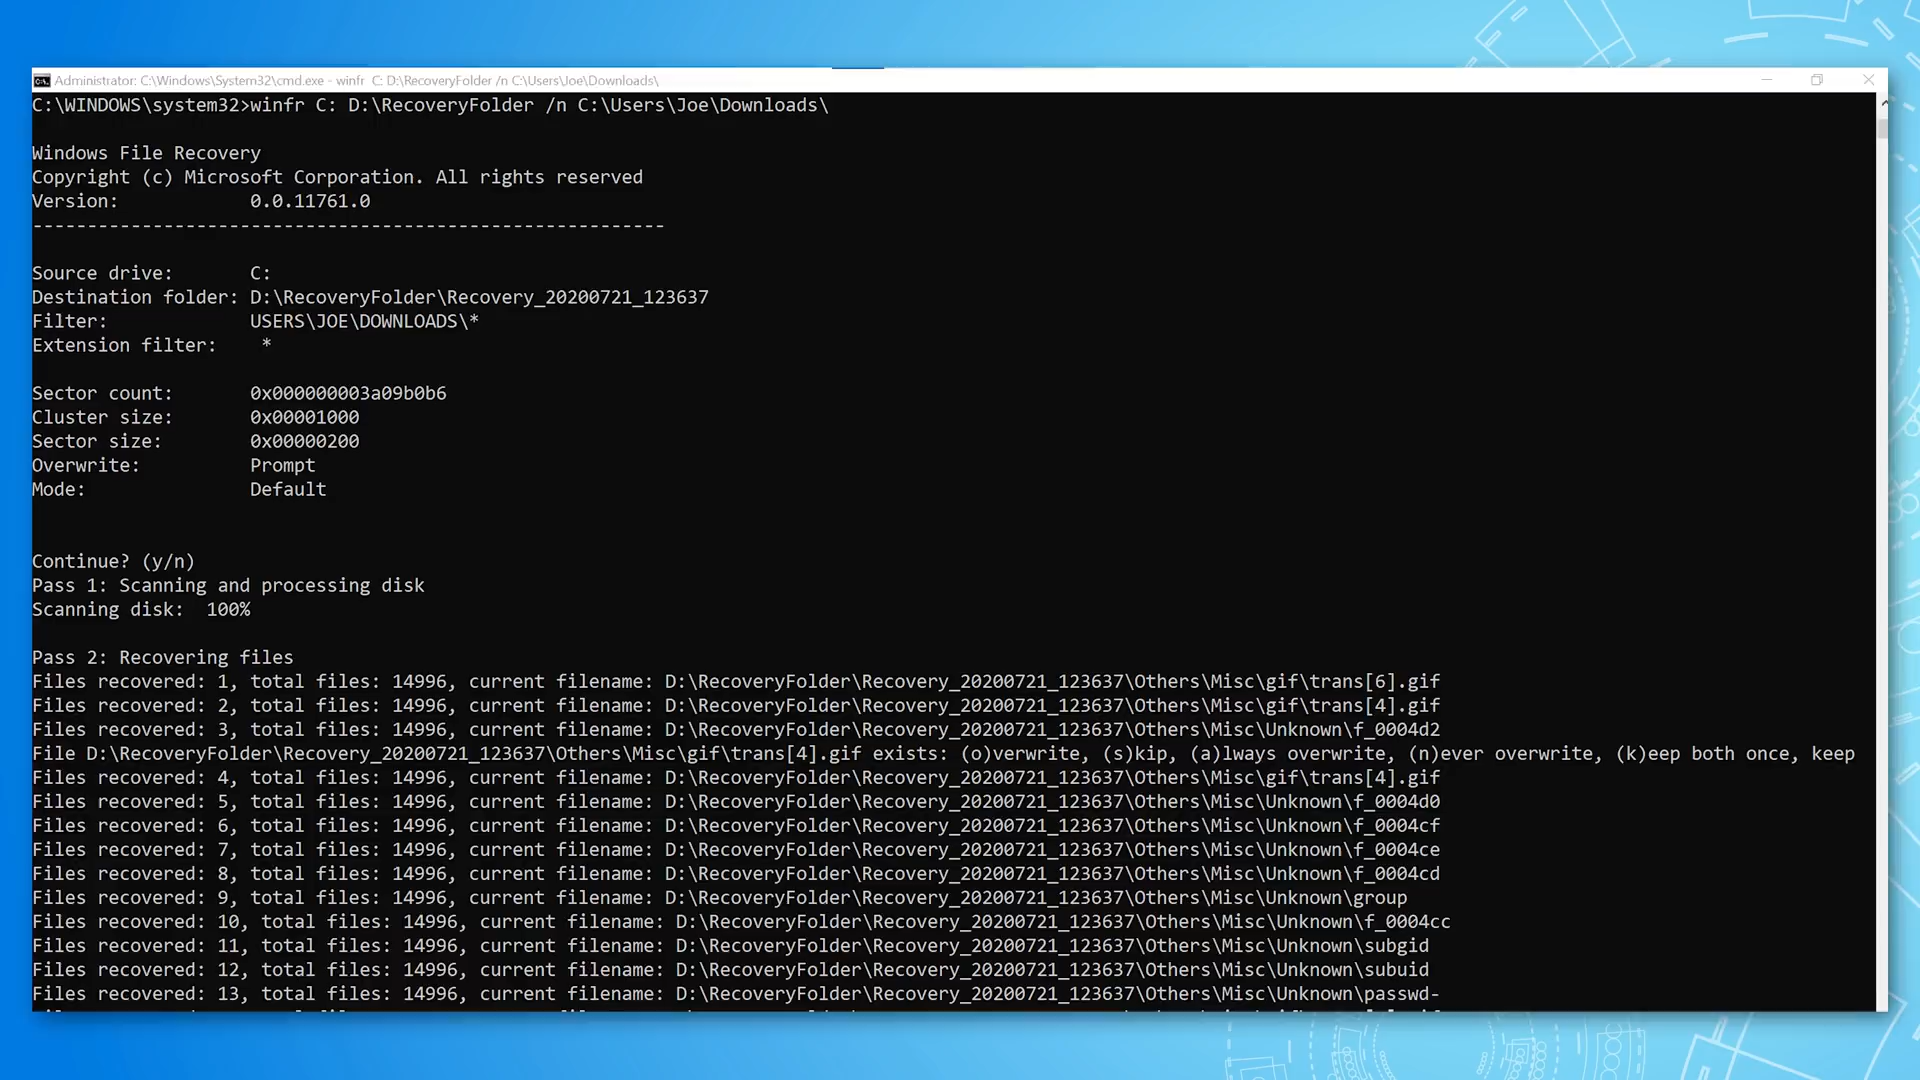 Administrator: C:\Windows\System32\cmd.exe - winfr  C: D:\RecoveryFolder /n C:\Users\Joe\Downloads\
C:\WINDOWS\system32>winfr C: D:\RecoveryFolder /n C:\Users\Joe\Downloads\
Windows File Recovery
Copyright (c) Microsoft Corporation. All rights reserved
Version:            0.0.11761.0
----------------------------------------------------------
Source drive:       C:
Destination folder: D:\RecoveryFolder\Recovery_20200721_123637
Filter:             USERS\JOE\DOWNLOADS\*
Extension filter:    *
Sector count:       0x000000003a09b0b6
Cluster size:       0x00001000
Sector size:        0x00000200
Overwrite:          Prompt
Mode:               Default
Continue? (y/n)
Pass 1: Scanning and processing disk
Scanning disk:  100%
Pass 2: Recovering files
Files recovered: 1, total files: 14996, current filename: D:\RecoveryFolder\Recovery_20200721_123637\Others\Misc\gif\trans[6].gif
Files recovered: 2, total files: 14996, current filename: D:\RecoveryFolder\Recovery_20200721_123637\Others\Misc\gif\trans[4].gif
Files recovered: 3, total files: 14996, current filename: D:\RecoveryFolder\Recovery_20200721_123637\Others\Misc\Unknown\f_0004d2
File D:\RecoveryFolder\Recovery_20200721_123637\Others\Misc\gif\trans[4].gif exists: (o)verwrite, (s)kip, (a)lways overwrite, (n)ever overwrite, (k)eep both once, keep
Files recovered: 4, total files: 14996, current filename: D:\RecoveryFolder\Recovery_20200721_123637\Others\Misc\gif\trans[4].gif
Files recovered: 5, total files: 14996, current filename: D:\RecoveryFolder\Recovery_20200721_123637\Others\Misc\Unknown\f_0004d0
Files recovered: 6, total files: 14996, current filename: D:\RecoveryFolder\Recovery_20200721_123637\Others\Misc\Unknown\f_0004cf
Files recovered: 7, total files: 14996, current filename: D:\RecoveryFolder\Recovery_20200721_123637\Others\Misc\Unknown\f_0004ce
Files recovered: 8, total files: 14996, current filename: D:\RecoveryFolder\Recovery_20200721_123637\Others\Misc\Unknown\f_0004cd
Files recovered: 9, total files: 14996, current filename: D:\RecoveryFolder\Recovery_20200721_123637\Others\Misc\Unknown\group
Files recovered: 10, total files: 14996, current filename: D:\RecoveryFolder\Recovery_20200721_123637\Others\Misc\Unknown\f_0004cc
Files recovered: 11, total files: 14996, current filename: D:\RecoveryFolder\Recovery_20200721_123637\Others\Misc\Unknown\subgid
Files recovered: 12, total files: 14996, current filename: D:\RecoveryFolder\Recovery_20200721_123637\Others\Misc\Unknown\subuid
Files recovered: 13, total files: 14996, current filename: D:\RecoveryFolder\Recovery_20200721_123637\Others\Misc\Unknown\passwd-